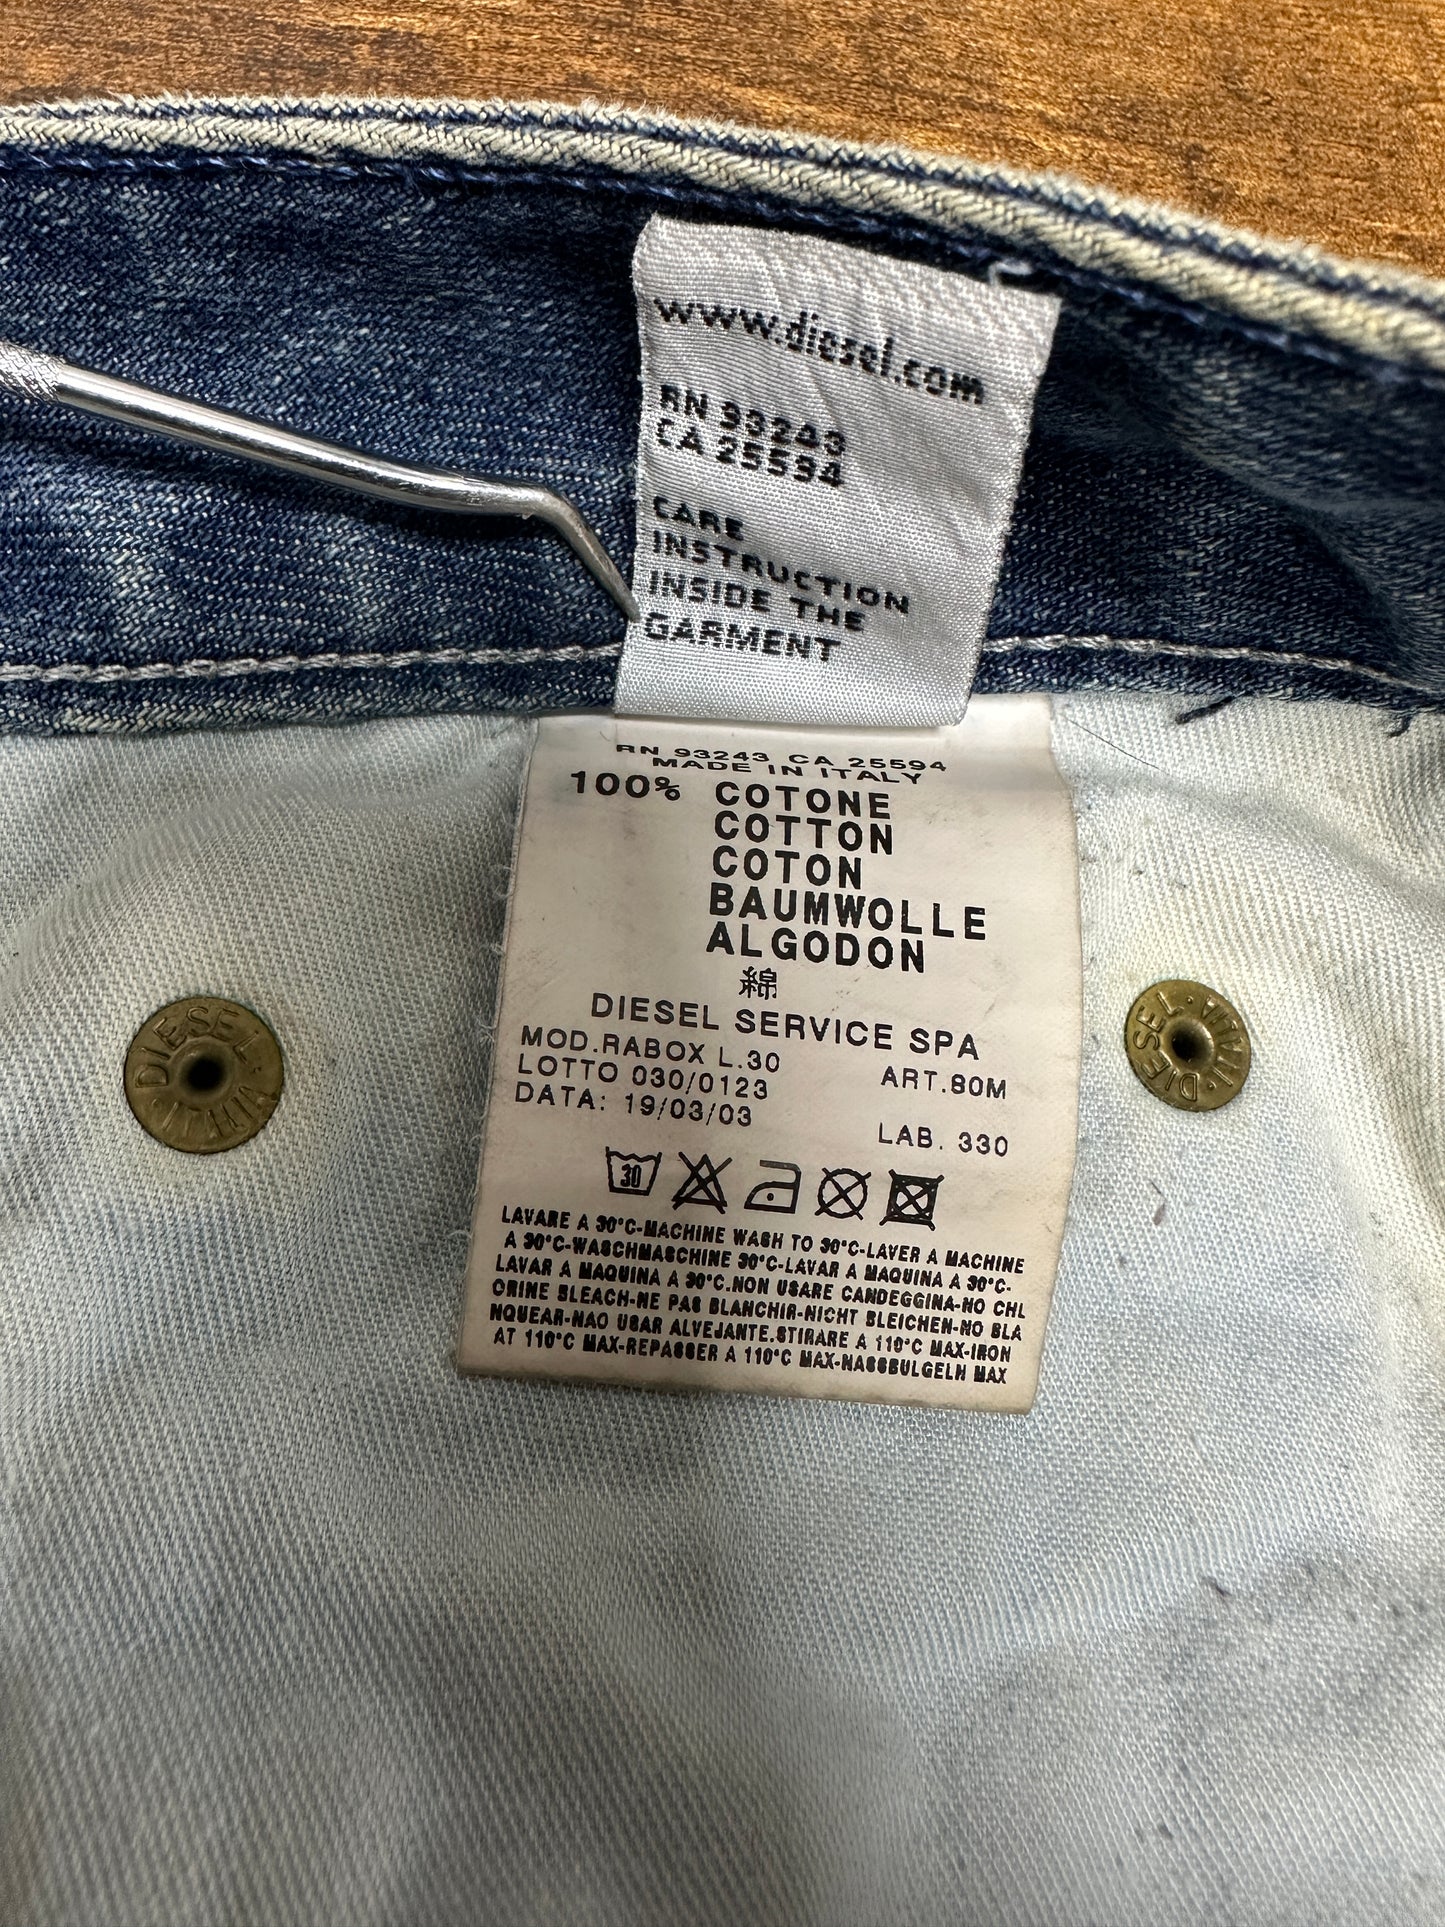 www.diesel.com
RN 93243
CA 25594
CARE
INSTRUCTION
INSIDE THE
GARMENT
RN 93243 CA 25594
MADE IN ITALY
100% COTONE
COTTON
COTON
BAUMWOLLE
ALGODON
綿
DIESEL SERVICE SPA
MOD.RABOX L.30
ART.80M
LOTTO 030/0123
DATA: 19/03/03
LAB. 330
30
LAVARE A 30°C-MACHINE WASH TO 30°C-LAVER A MACHINE
A 30°C-WASCHMASCHINE 30°C-LAVAR A MAQUINA A 30°C-
LAVAR A MAQUINA A 30°C.NON USARE CANDEGGINA-NO CHL
ORINE BLEACH-NE PAS BLANCHIR-NICHT BLEICHEN-NO BLA
NQUEAR-NAO USAR ALVEJANTE.STIRARE A 110°C MAX-IRON
AT 110°C MAX-REPASSER A 110°C MAX-NASSBULGELN MAX
DIESEL · ITALY
DIESEL · ITALY